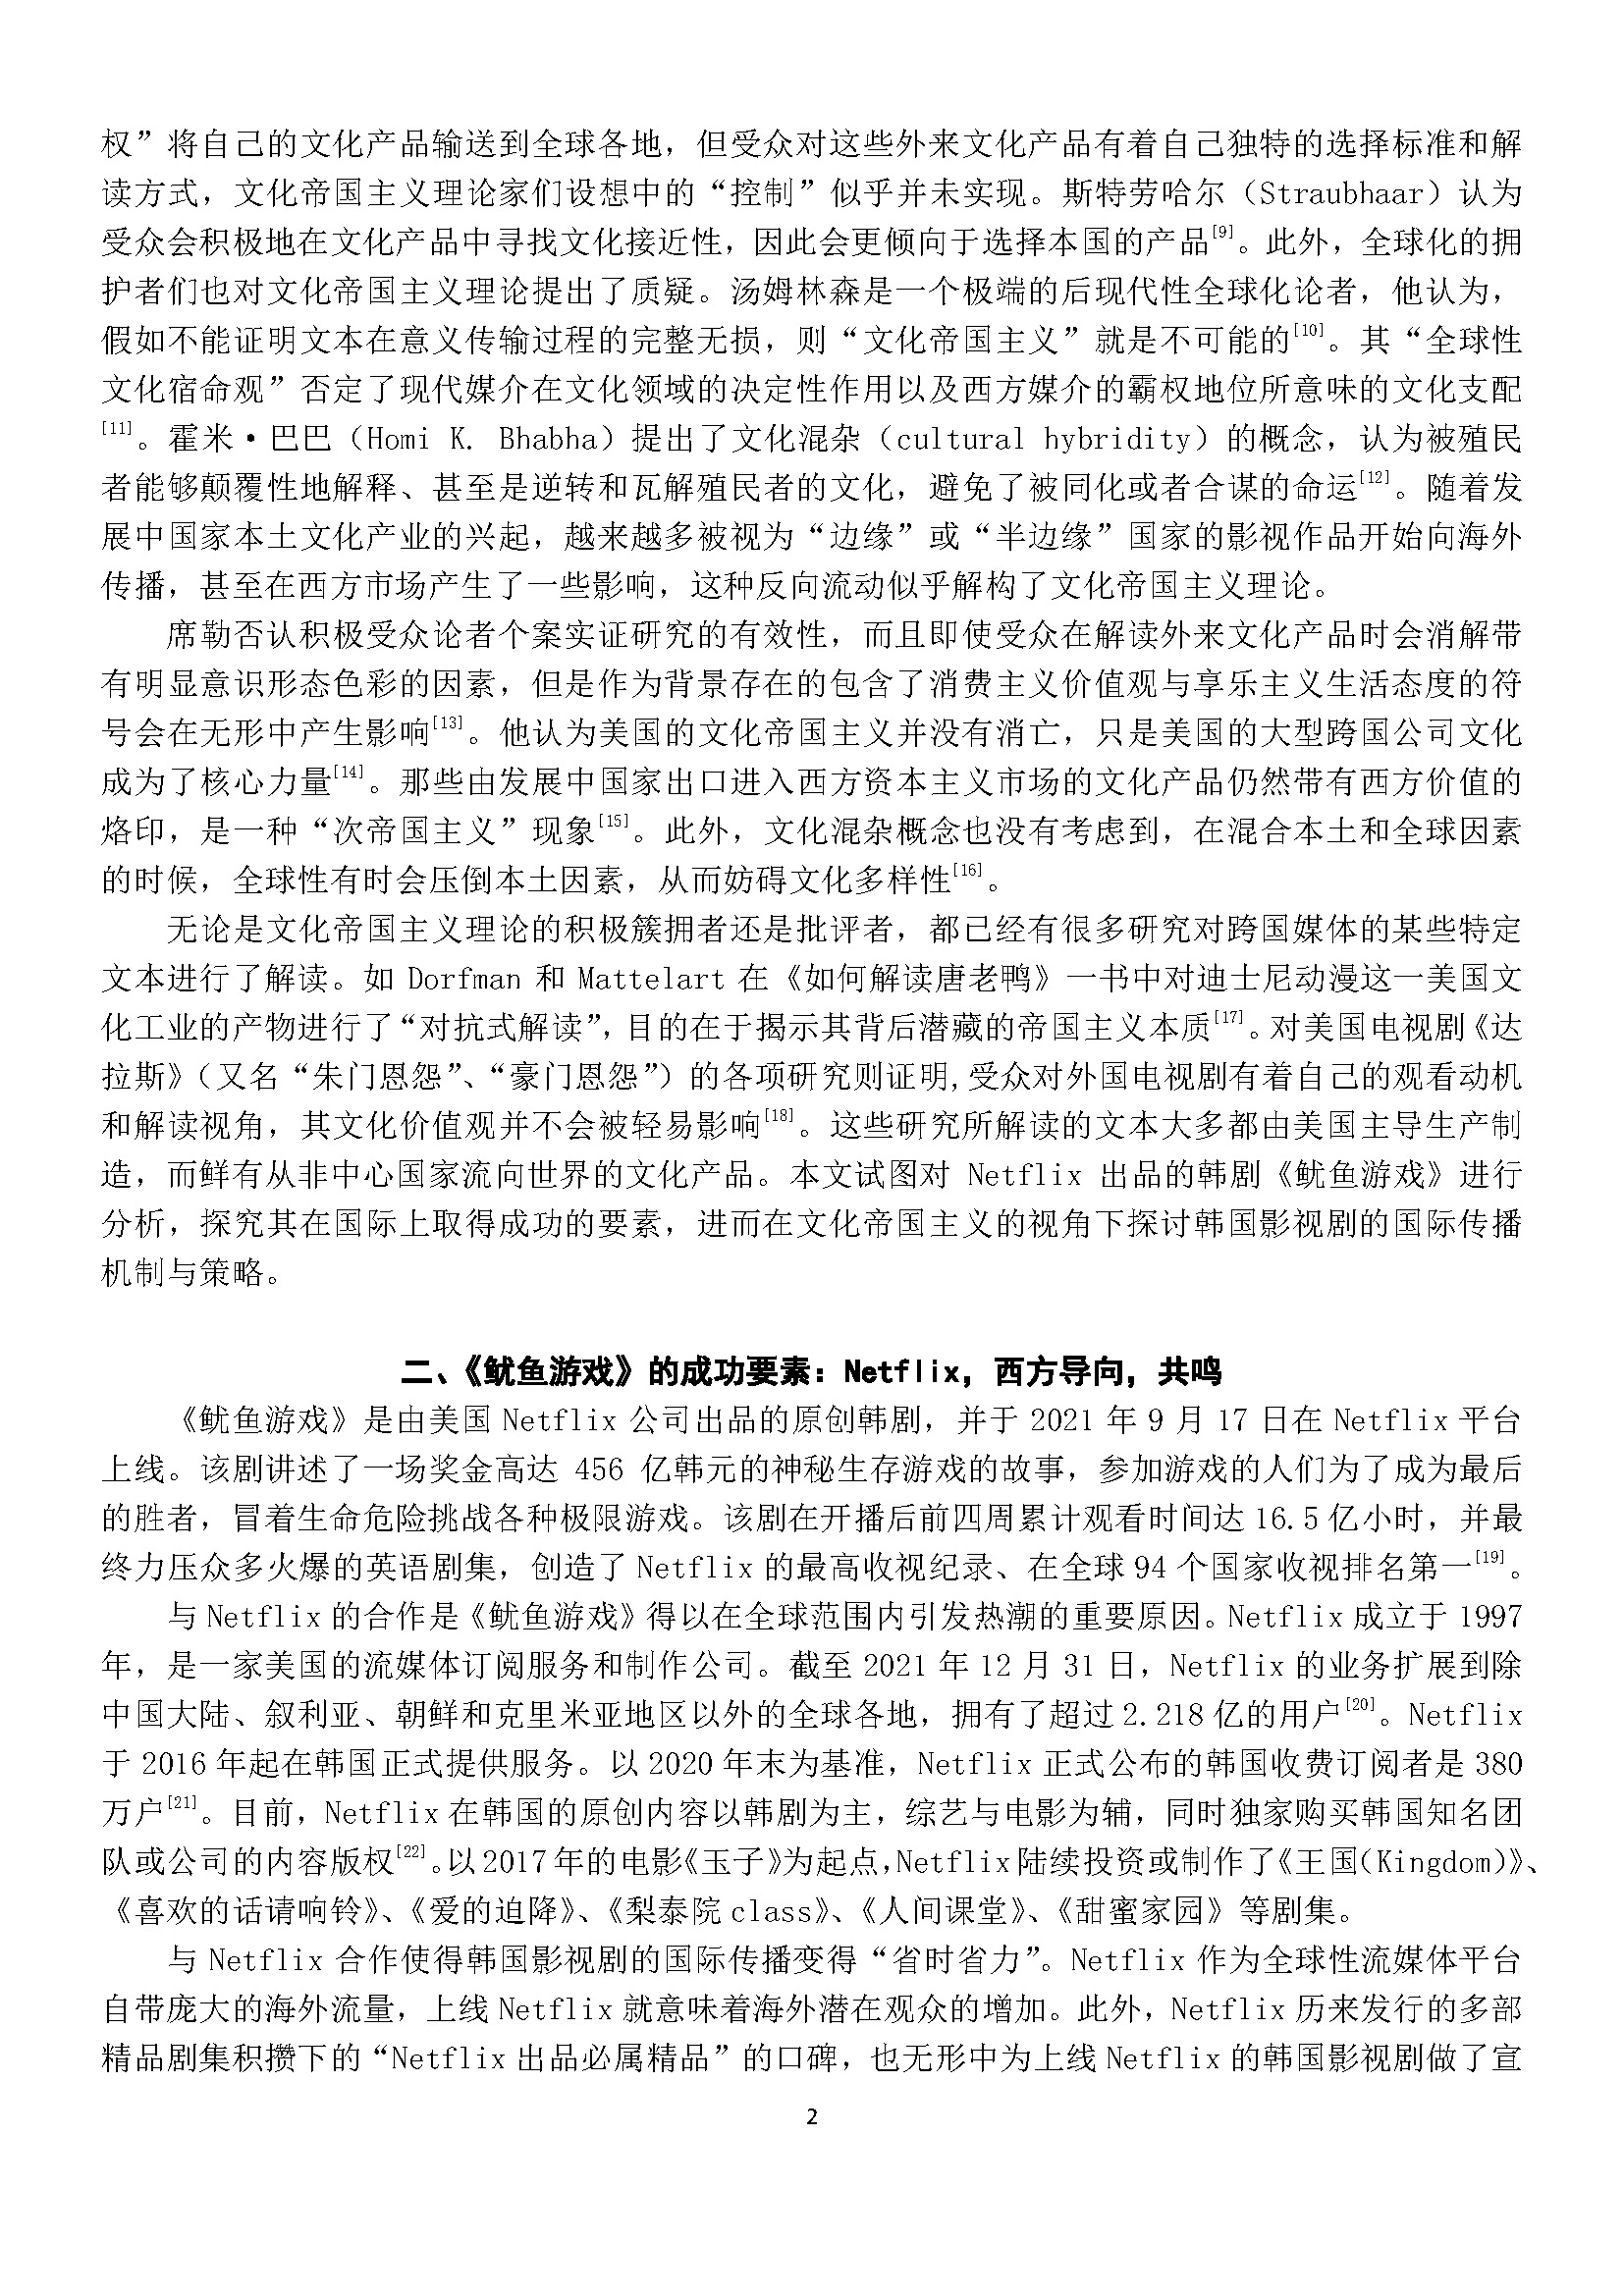 权”将自己的文化产品输送到全球各地，但受众对这些外来文化产品有着自己独特的选择标准和解
读方式，文化帝国主义理论家们设想中的“控制”似乎并未实现。斯特劳哈尔（Straubhaar）认为
受众会积极地在文化产品中寻找文化接近性，因此会更倾向于选择本国的产品[9]。此外，全球化的拥
护者们也对文化帝国主义理论提出了质疑。汤姆林森是一个极端的后现代性全球化论者，他认为，
假如不能证明文本在意义传输过程的完整无损，则“文化帝国主义”就是不可能的[10]。其“全球性
文化宿命观”否定了现代媒介在文化领域的决定性作用以及西方媒介的霸权地位所意味的文化支配
[11]。霍米·巴巴（Homi K. Bhabha）提出了文化混杂（cultural hybridity）的概念，认为被殖民
者能够颠覆性地解释、甚至是逆转和瓦解殖民者的文化，避免了被同化或者合谋的命运[12]。随着发
展中国家本土文化产业的兴起，越来越多被视为“边缘”或“半边缘”国家的影视作品开始向海外
传播，甚至在西方市场产生了一些影响，这种反向流动似乎解构了文化帝国主义理论。
席勒否认积极受众论者个案实证研究的有效性，而且即使受众在解读外来文化产品时会消解带
有明显意识形态色彩的因素，但是作为背景存在的包含了消费主义价值观与享乐主义生活态度的符
号会在无形中产生影响[13]。他认为美国的文化帝国主义并没有消亡，只是美国的大型跨国公司文化
成为了核心力量[14]。那些由发展中国家出口进入西方资本主义市场的文化产品仍然带有西方价值的
烙印，是一种“次帝国主义”现象[15]。此外，文化混杂概念也没有考虑到，在混合本土和全球因素
的时候，全球性有时会压倒本土因素，从而妨碍文化多样性[16]。
无论是文化帝国主义理论的积极簇拥者还是批评者，都已经有很多研究对跨国媒体的某些特定
文本进行了解读。如 Dorfman 和 Mattelart 在《如何解读唐老鸭》一书中对迪士尼动漫这一美国文
化工业的产物进行了“对抗式解读”，目的在于揭示其背后潜藏的帝国主义本质[17]。对美国电视剧《达
拉斯》（又名“朱门恩怨”、“豪门恩怨”）的各项研究则证明,受众对外国电视剧有着自己的观看动机
和解读视角，其文化价值观并不会被轻易影响[18]。这些研究所解读的文本大多都由美国主导生产制
造，而鲜有从非中心国家流向世界的文化产品。本文试图对 Netflix 出品的韩剧《鱿鱼游戏》进行
分析，探究其在国际上取得成功的要素，进而在文化帝国主义的视角下探讨韩国影视剧的国际传播
机制与策略。
二、《鱿鱼游戏》的成功要素：Netflix，西方导向，共鸣
《鱿鱼游戏》是由美国 Netflix 公司出品的原创韩剧，并于 2021 年 9 月 17 日在 Netflix 平台
上线。该剧讲述了一场奖金高达 456 亿韩元的神秘生存游戏的故事，参加游戏的人们为了成为最后
的胜者，冒着生命危险挑战各种极限游戏。该剧在开播后前四周累计观看时间达 16.5 亿小时，并最
终力压众多火爆的英语剧集，创造了 Netflix 的最高收视纪录、在全球 94 个国家收视排名第一[19]。
与 Netflix 的合作是《鱿鱼游戏》得以在全球范围内引发热潮的重要原因。Netflix 成立于 1997
年，是一家美国的流媒体订阅服务和制作公司。截至 2021 年 12 月 31 日，Netflix 的业务扩展到除
中国大陆、叙利亚、朝鲜和克里米亚地区以外的全球各地，拥有了超过 2.218 亿的用户[20]。Netflix
于 2016 年起在韩国正式提供服务。以 2020 年末为基准，Netflix 正式公布的韩国收费订阅者是 380
万户[21]。目前，Netflix 在韩国的原创内容以韩剧为主，综艺与电影为辅，同时独家购买韩国知名团
队或公司的内容版权[22]。以 2017 年的电影《玉子》为起点，Netflix 陆续投资或制作了《王国(Kingdom)》、
《喜欢的话请响铃》、《爱的迫降》、《梨泰院 class》、《人间课堂》、《甜蜜家园》等剧集。
与 Netflix 合作使得韩国影视剧的国际传播变得“省时省力”。Netflix 作为全球性流媒体平台
自带庞大的海外流量，上线 Netflix 就意味着海外潜在观众的增加。此外，Netflix 历来发行的多部
精品剧集积攒下的“Netflix 出品必属精品”的口碑，也无形中为上线 Netflix 的韩国影视剧做了宣
2